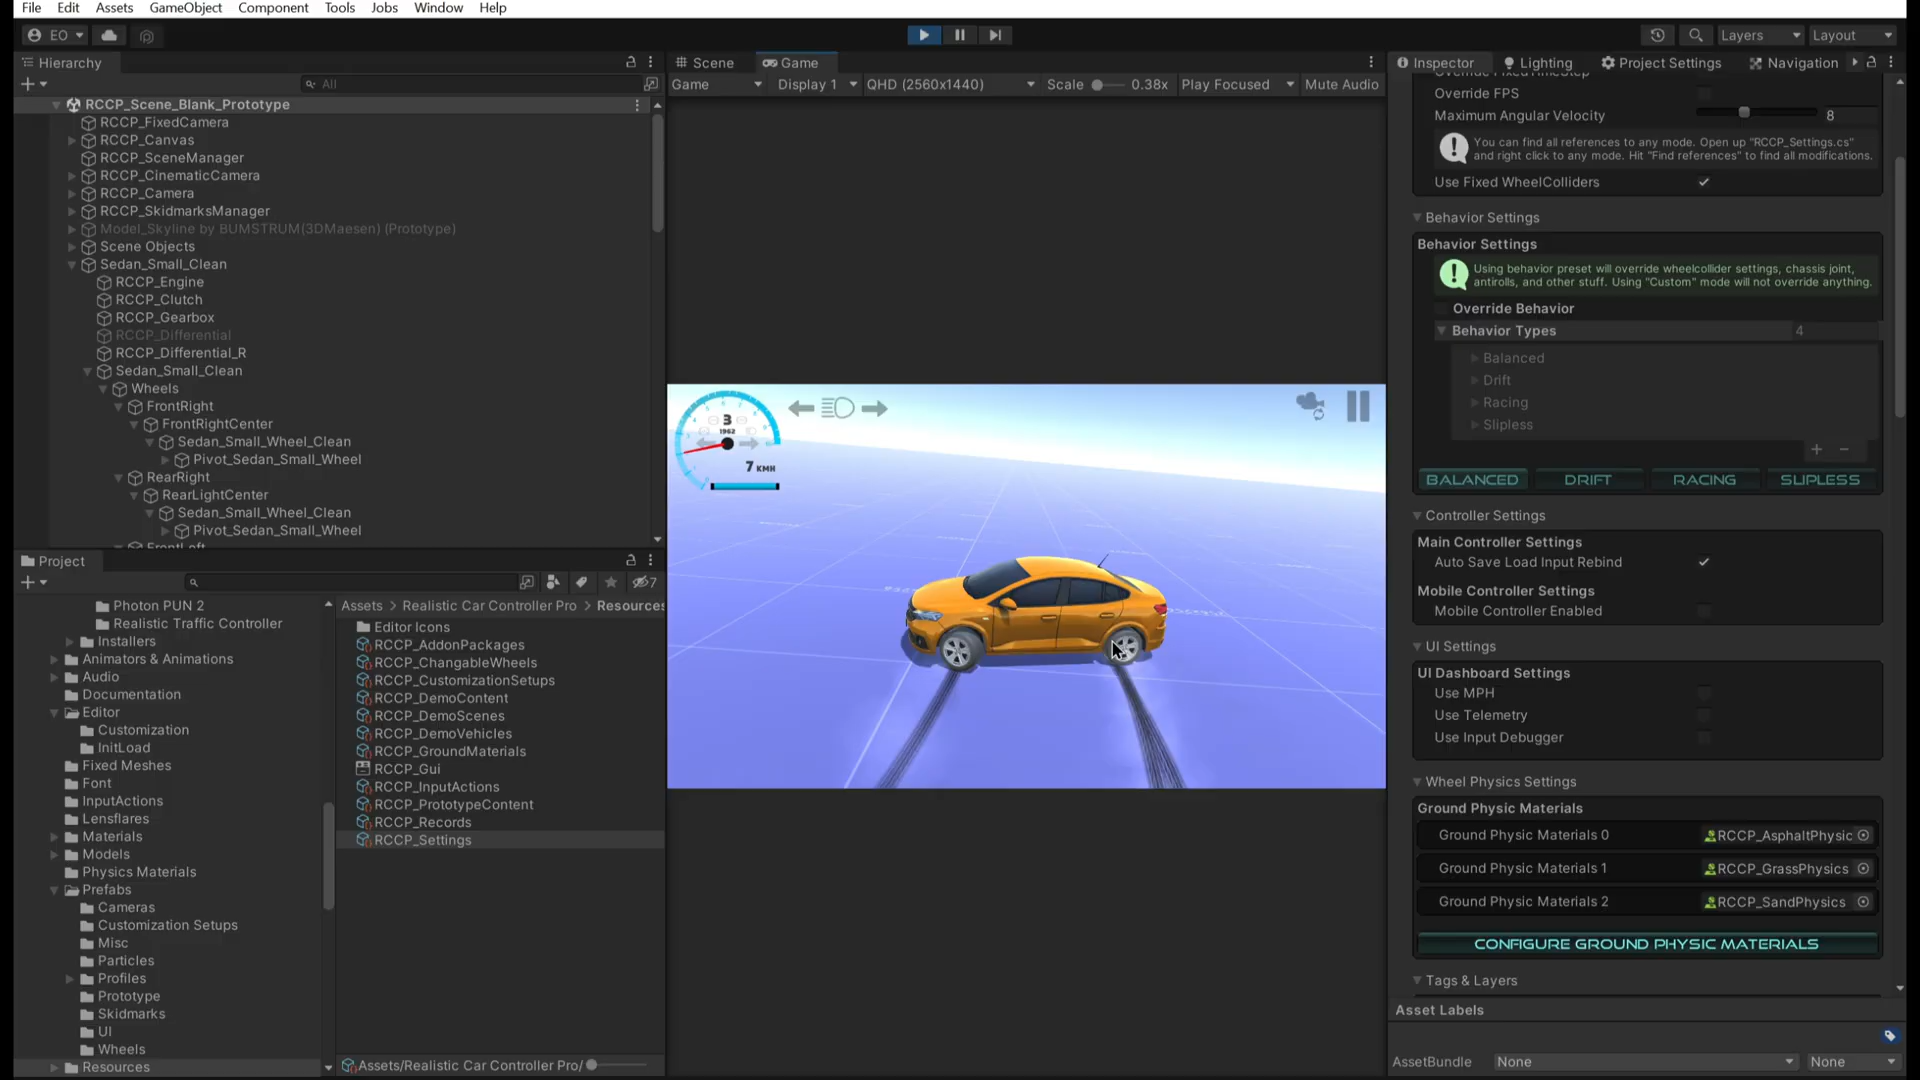 File Edit Assets GameObject Component Tools Jobs Window Help
EO
Layers
Layout
Hierarchy
All
RCCP_Scene_Blank_Prototype
RCCP_FixedCamera
RCCP_Canvas
RCCP_SceneManager
RCCP_CinematicCamera
RCCP_Camera
RCCP_SkidmarksManager
Model_Skyline by BUMSTRUM(3DMaesen) (Prototype)
Scene Objects
Sedan_Small_Clean
RCCP_Engine
RCCP_Clutch
RCCP_Gearbox
RCCP_Differential
RCCP_Differential_R
Sedan_Small_Clean
Wheels
FrontRight
FrontRightCenter
Sedan_Small_Wheel_Clean
Pivot_Sedan_Small_Wheel
RearRight
RearLightCenter
Sedan_Small_Wheel_Clean
Pivot_Sedan_Small_Wheel
FrontLeft
Project
7
Photon PUN 2
Realistic Traffic Controller
Installers
Animators & Animations
Audio
Documentation
Editor
Customization
InitLoad
Fixed Meshes
Font
InputActions
Lensflares
Materials
Models
Physics Materials
Prefabs
Cameras
Customization Setups
Misc
Particles
Profiles
Prototype
Skidmarks
UI
Wheels
Resources
Assets > Realistic Car Controller Pro > Resources
Editor Icons
RCCP_AddonPackages
RCCP_ChangableWheels
RCCP_CustomizationSetups
RCCP_DemoContent
RCCP_DemoScenes
RCCP_DemoVehicles
RCCP_GroundMaterials
RCCP_Gui
RCCP_InputActions
RCCP_PrototypeContent
RCCP_Records
RCCP_Settings
Assets/Realistic Car Controller Pro/
Scene Game
Game Display 1 QHD (2560x1440) Scale 0.38x Play Focused Mute Audio
3
1962
7 KMH
Inspector Lighting Project Settings Navigation
Override FixedTimeStep
Override FPS
Maximum Angular Velocity 8
You can find all references to any mode. Open up "RCCP_Settings.cs"
and right click to any mode. Hit "Find references" to find all modifications.
Use Fixed WheelColliders
Behavior Settings
Behavior Settings
Using behavior preset will override wheelcollider settings, chassis joint,
antirolls, and other stuff. Using "Custom" mode will not override anything.
Override Behavior
Behavior Types 4
Balanced
Drift
Racing
Slipless
+ −
BALANCED DRIFT RACING SLIPLESS
Controller Settings
Main Controller Settings
Auto Save Load Input Rebind
Mobile Controller Settings
Mobile Controller Enabled
UI Settings
UI Dashboard Settings
Use MPH
Use Telemetry
Use Input Debugger
Wheel Physics Settings
Ground Physic Materials
Ground Physic Materials 0 RCCP_AsphaltPhysic
Ground Physic Materials 1 RCCP_GrassPhysics
Ground Physic Materials 2 RCCP_SandPhysics
CONFIGURE GROUND PHYSIC MATERIALS
Tags & Layers
Asset Labels
AssetBundle None None